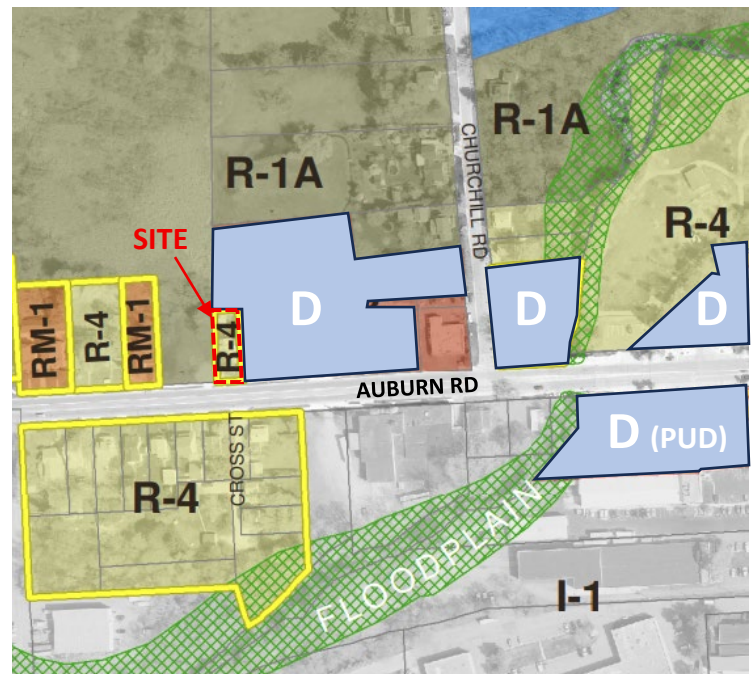 R-1A
CHURCHILL RD
R-1A
R-4
SITE
RM-1
R-4
RM-1
R-4
D
D
D
AUBURN RD
D (PUD)
R-4
CROSS ST
FLOODPLAIN
I-1